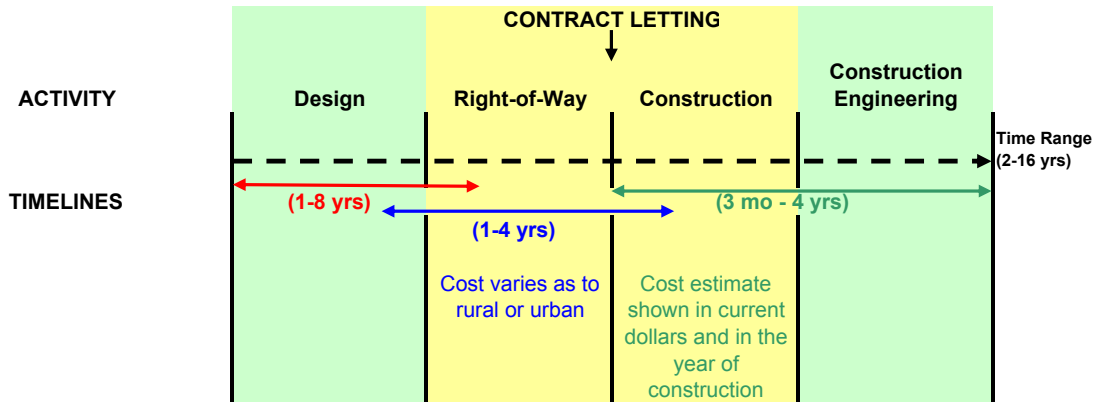 CONTRACT LETTING
ACTIVITY
Design
Right-of-Way
Construction
Construction
Engineering
Time Range
(2-16 yrs)
TIMELINES
(1-8 yrs)
(3 mo - 4 yrs)
(1-4 yrs)
Cost varies as to
rural or urban
Cost estimate
shown in current
dollars and in the
year of
construction